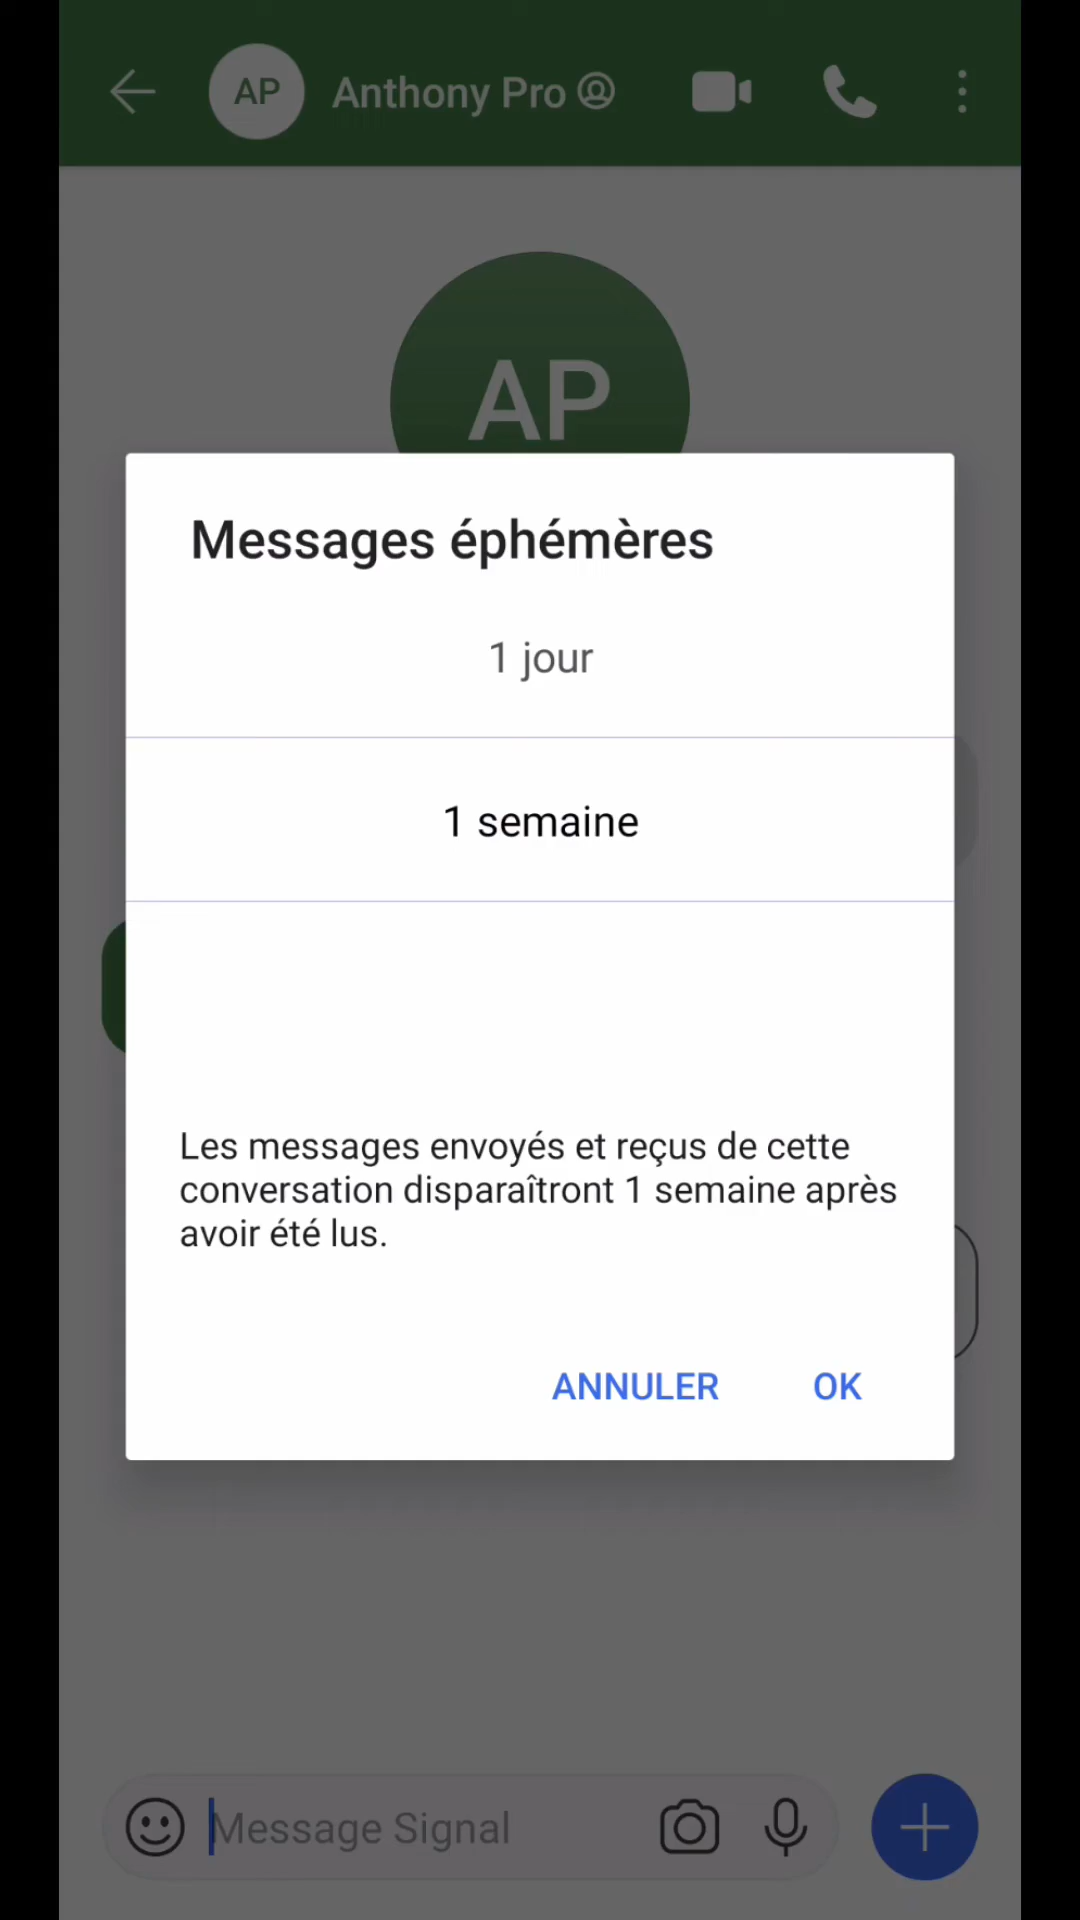 AP Anthony Pro
AP
Messages éphémères
1 jour
1 semaine
Les messages envoyés et reçus de cette
conversation disparaîtront 1 semaine après
avoir été lus.
ANNULER OK
Message Signal